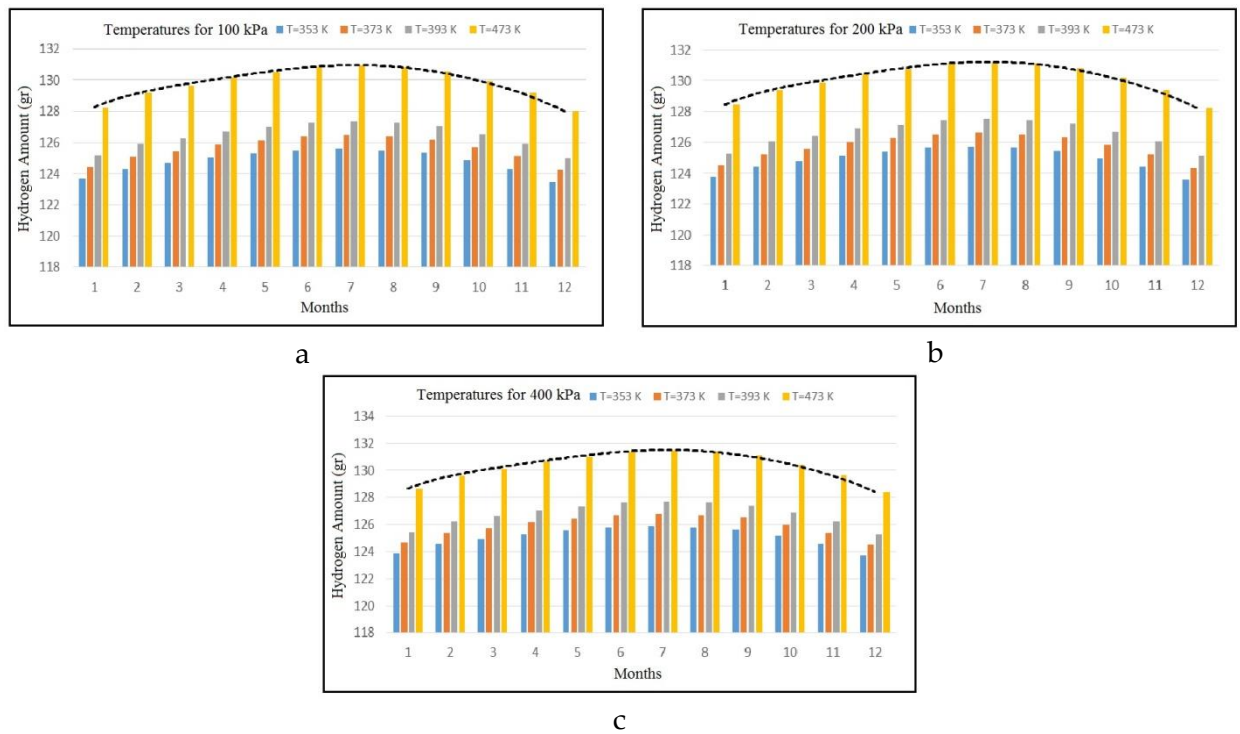 Temperatures for 100 kPa T=353 K T=373 K T=393 K T=473 K
132
130
128
126
124
122
120
118
Hydrogen Amount (gr)
1 2 3 4 5 6 7 8 9 10 11 12
Months
a
Temperatures for 200 kPa T=353 K T=373 K T=393 K T=473 K
132
130
128
126
124
122
120
118
Hydrogen Amount (gr)
1 2 3 4 5 6 7 8 9 10 11 12
Months
b
Temperatures for 400 kPa T=353 K T=373 K T=393 K T=473 K
134
132
130
128
126
124
122
120
118
Hydrogen Amount (gr)
1 2 3 4 5 6 7 8 9 10 11 12
Months
c